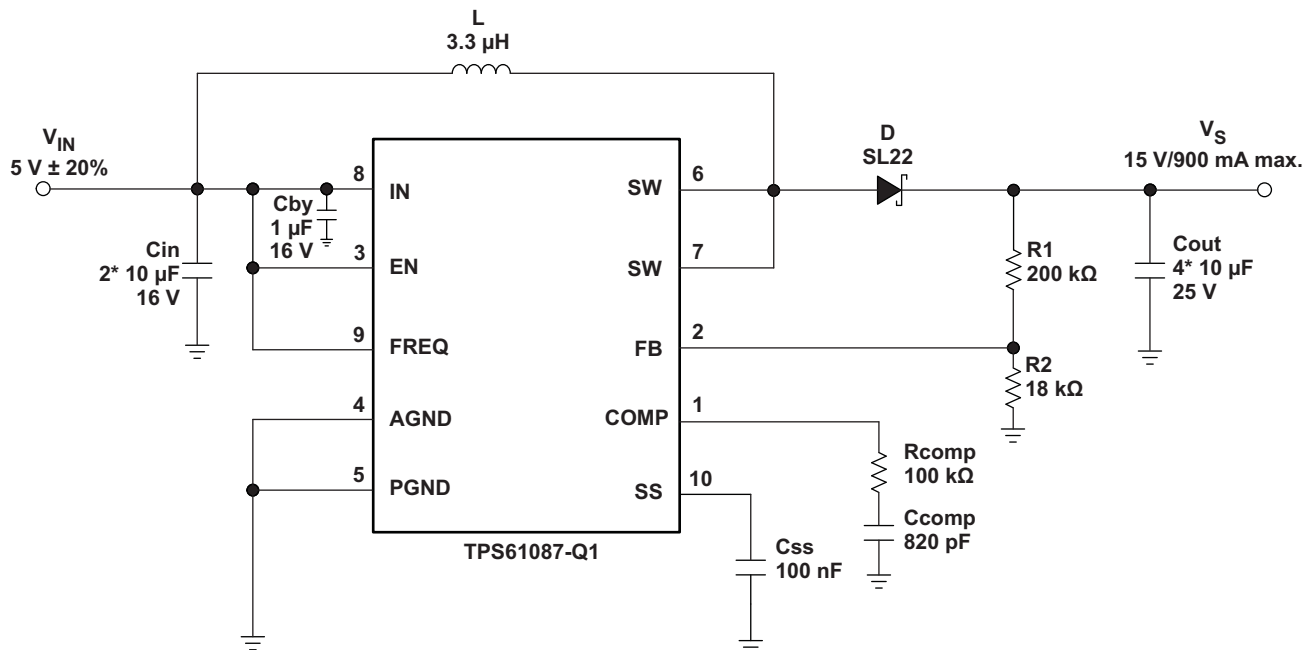 L
3.3 µH
V_IN
5 V ± 20%
D
SL22
V_S
15 V/900 mA max.
8
IN
SW
6
Cby
1 µF
16 V
Cin
2* 10 µF
16 V
3
EN
SW
7
R1
200 kΩ
Cout
4* 10 µF
25 V
9
FREQ
FB
2
R2
18 kΩ
4
AGND
COMP
1
Rcomp
100 kΩ
5
PGND
SS
10
Ccomp
820 pF
Css
100 nF
TPS61087-Q1